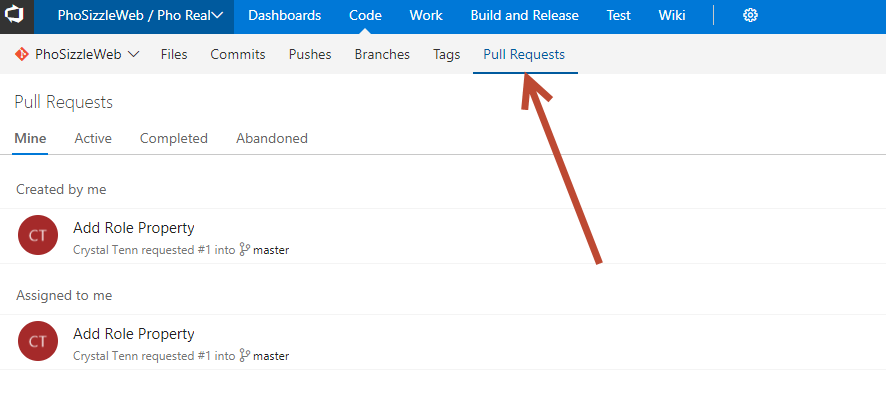 PhoSizzleWeb / Pho Real Dashboards Code Work Build and Release Test Wiki
PhoSizzleWeb Files Commits Pushes Branches Tags Pull Requests
Pull Requests
Mine Active Completed Abandoned
Created by me
CT
Add Role Property
Crystal Tenn requested #1 into master
Assigned to me
CT
Add Role Property
Crystal Tenn requested #1 into master